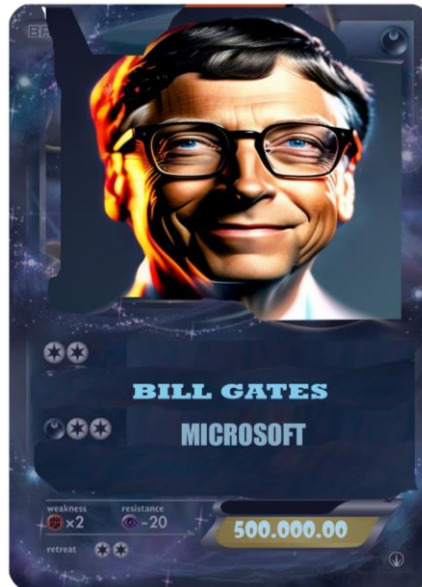 BILL GATES
MICROSOFT
weakness resistance
×2 -20
500.000.00
retreat